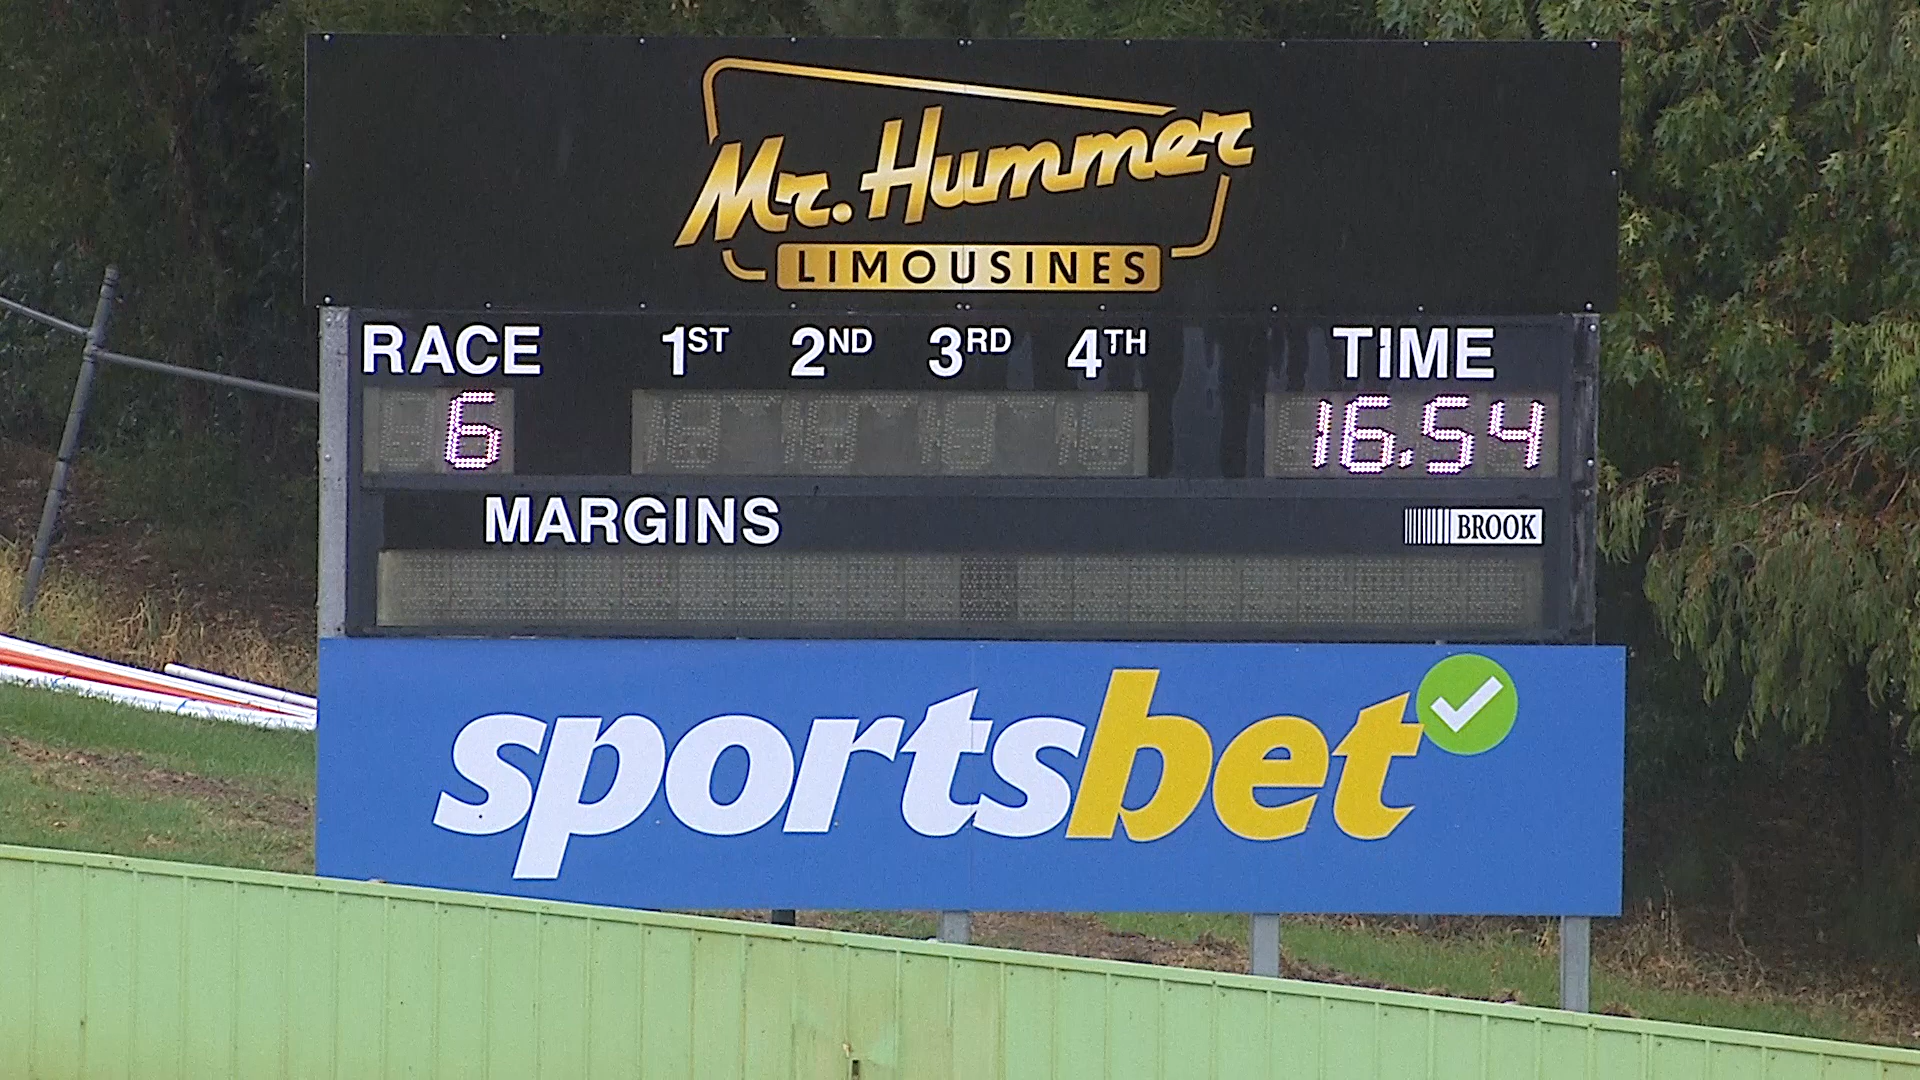 Mr. Hummer
LIMOUSINES
RACE 1ST 2ND 3RD 4TH TIME
6 16.54
MARGINS BROOK
sportsbet